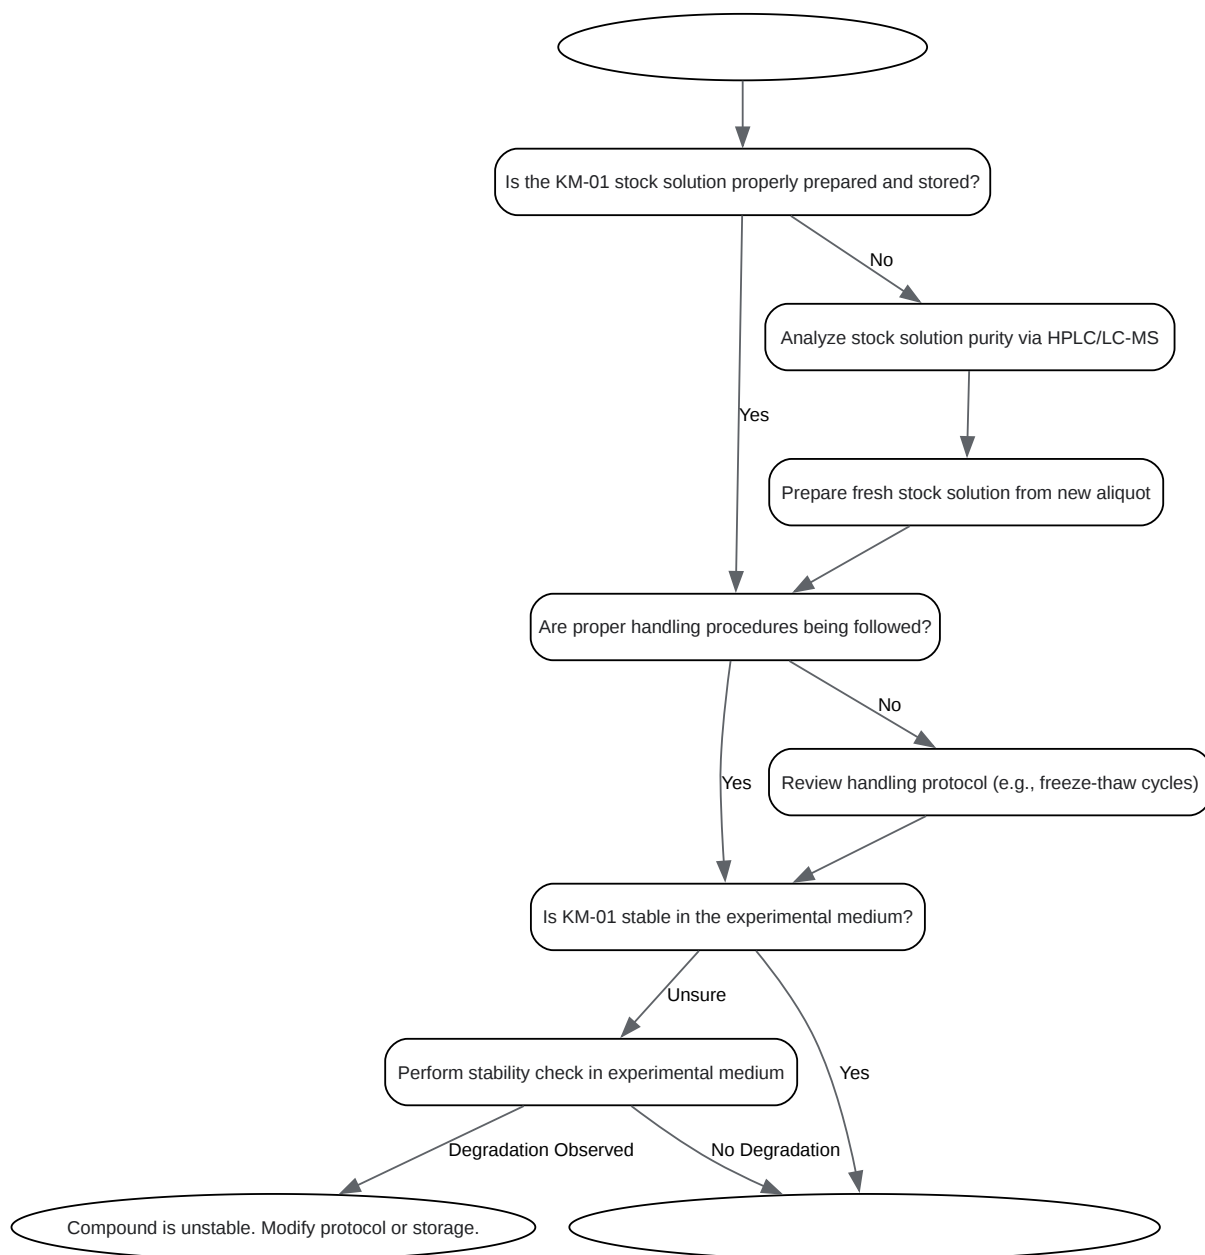 Is the KM-01 stock solution properly prepared and stored?
No
Analyze stock solution purity via HPLC/LC-MS
Yes
Prepare fresh stock solution from new aliquot
Are proper handling procedures being followed?
No
Yes
Review handling protocol (e.g., freeze-thaw cycles)
Is KM-01 stable in the experimental medium?
Unsure
Perform stability check in experimental medium
Yes
Degradation Observed
No Degradation
Compound is unstable. Modify protocol or storage.